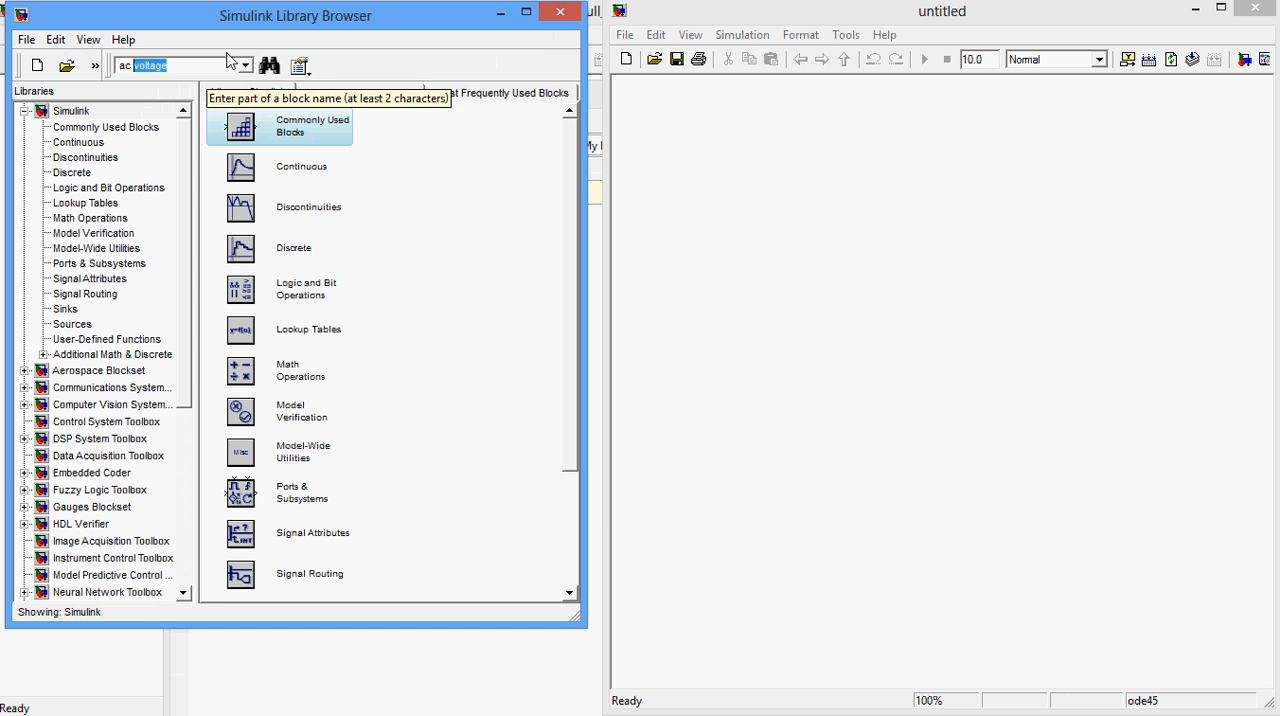 Simulink Library Browser
File Edit View Help
ac voltage
Libraries
Enter part of a block name (at least 2 characters)
st Frequently Used Blocks
Simulink
Commonly Used Blocks
Continuous
Discontinuities
Discrete
Logic and Bit Operations
Lookup Tables
Math Operations
Model Verification
Model-Wide Utilities
Ports & Subsystems
Signal Attributes
Signal Routing
Sinks
Sources
User-Defined Functions
Additional Math & Discrete
Aerospace Blockset
Communications System...
Computer Vision System...
Control System Toolbox
DSP System Toolbox
Data Acquisition Toolbox
Embedded Coder
Fuzzy Logic Toolbox
Gauges Blockset
HDL Verifier
Image Acquisition Toolbox
Instrument Control Toolbox
Model Predictive Control ...
Neural Network Toolbox
Commonly Used
Blocks
Continuous
Discontinuities
Discrete
Logic and Bit
Operations
Lookup Tables
Math
Operations
Model
Verification
Misc
Model-Wide
Utilities
Ports &
Subsystems
Signal Attributes
Signal Routing
Showing: Simulink
Ready
ull_
My
untitled
File Edit View Simulation Format Tools Help
10.0 Normal
Ready 100% ode45